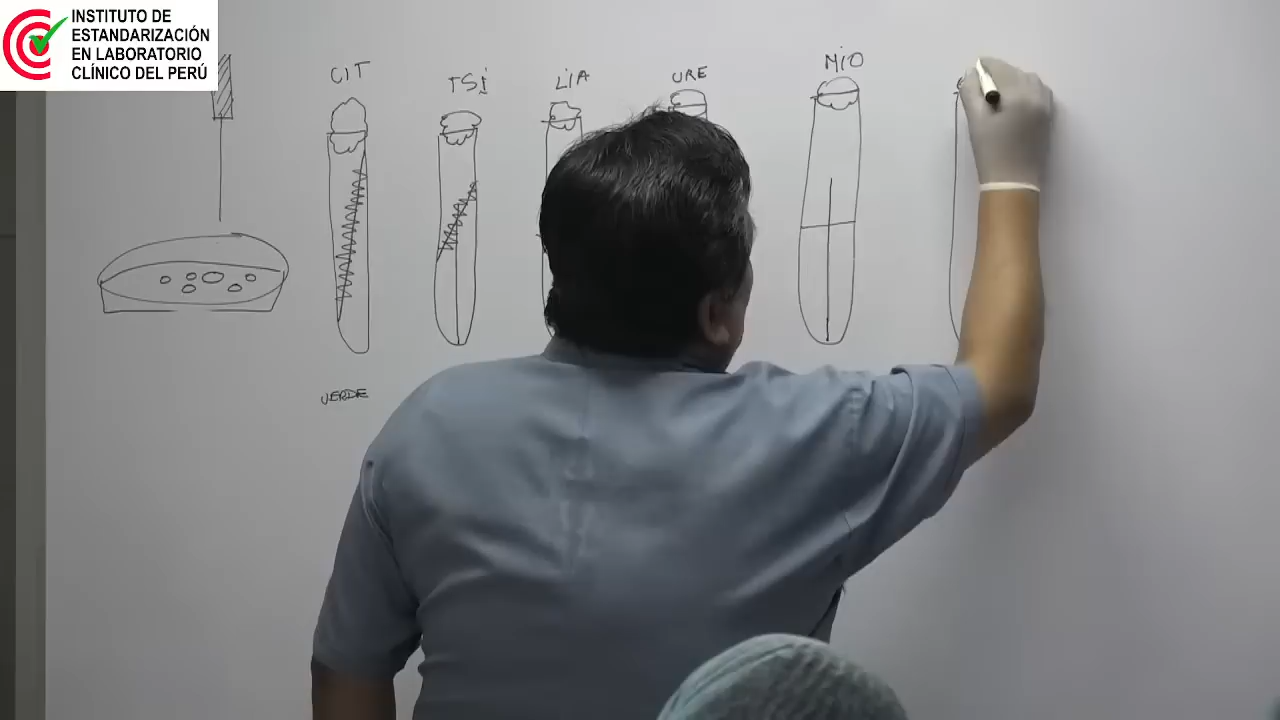 INSTITUTO DE
ESTANDARIZACIÓN
EN LABORATORIO
CLÍNICO DEL PERÚ
CIT
TSI
LIA
URE
MIO
VERDE